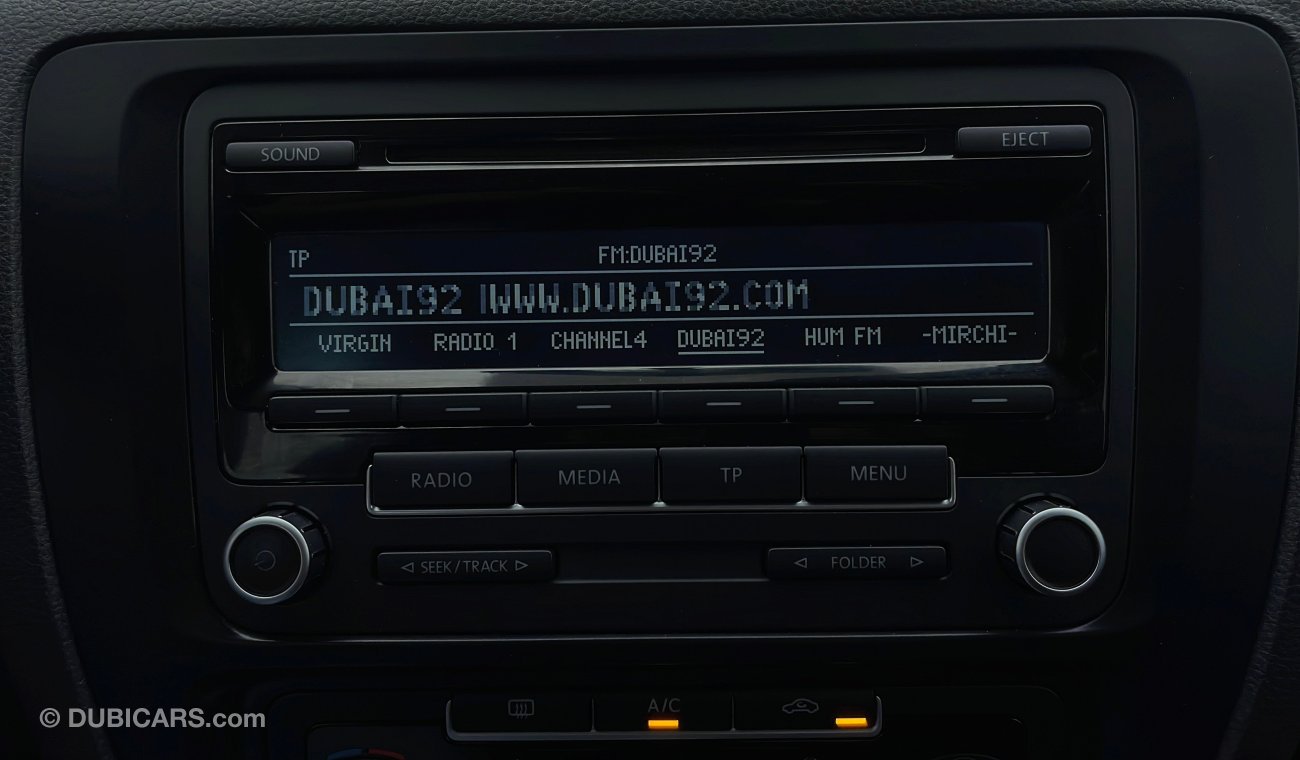 SOUND
EJECT
TP FM:DUBAI92
DUBAI92 |WWW.DUBAI92.COM
VIRGIN RADIO 1 CHANNEL4 DUBAI92 HUM FM -MIRCHI-
RADIO MEDIA TP MENU
◁ SEEK/TRACK ▷ ◁ FOLDER ▷
A/C
© DUBICARS.com